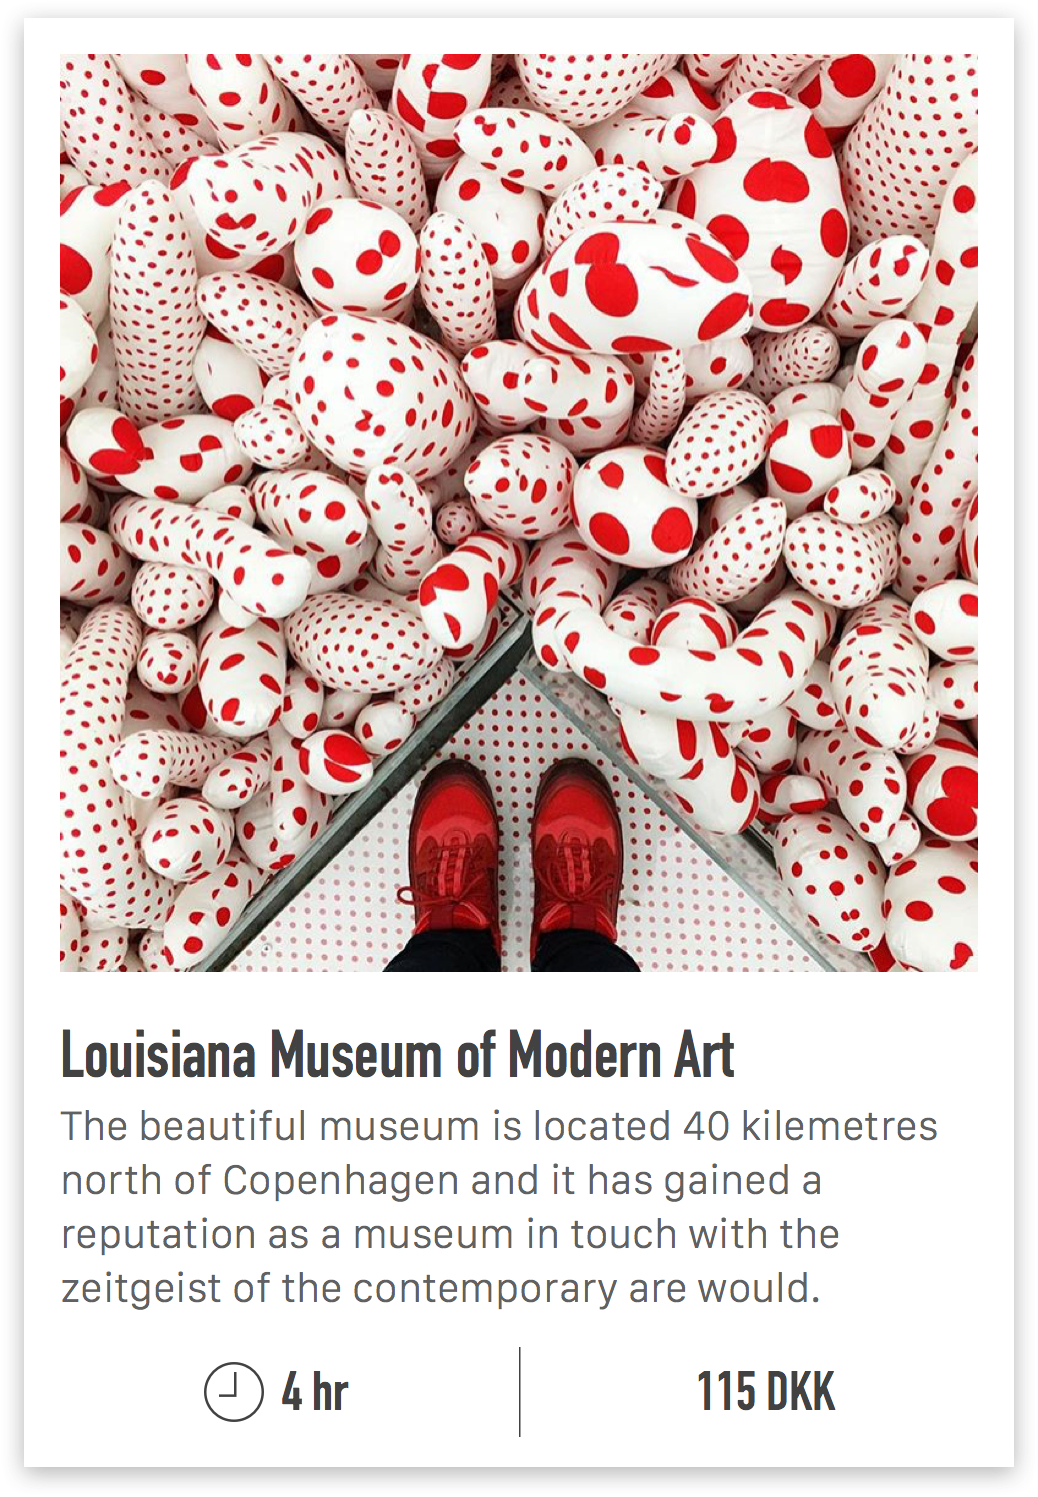 Louisiana Museum of Modern Art
The beautiful museum is located 40 kilemetres
north of Copenhagen and it has gained a
reputation as a museum in touch with the
zeitgeist of the contemporary are would.
4 hr
115 DKK